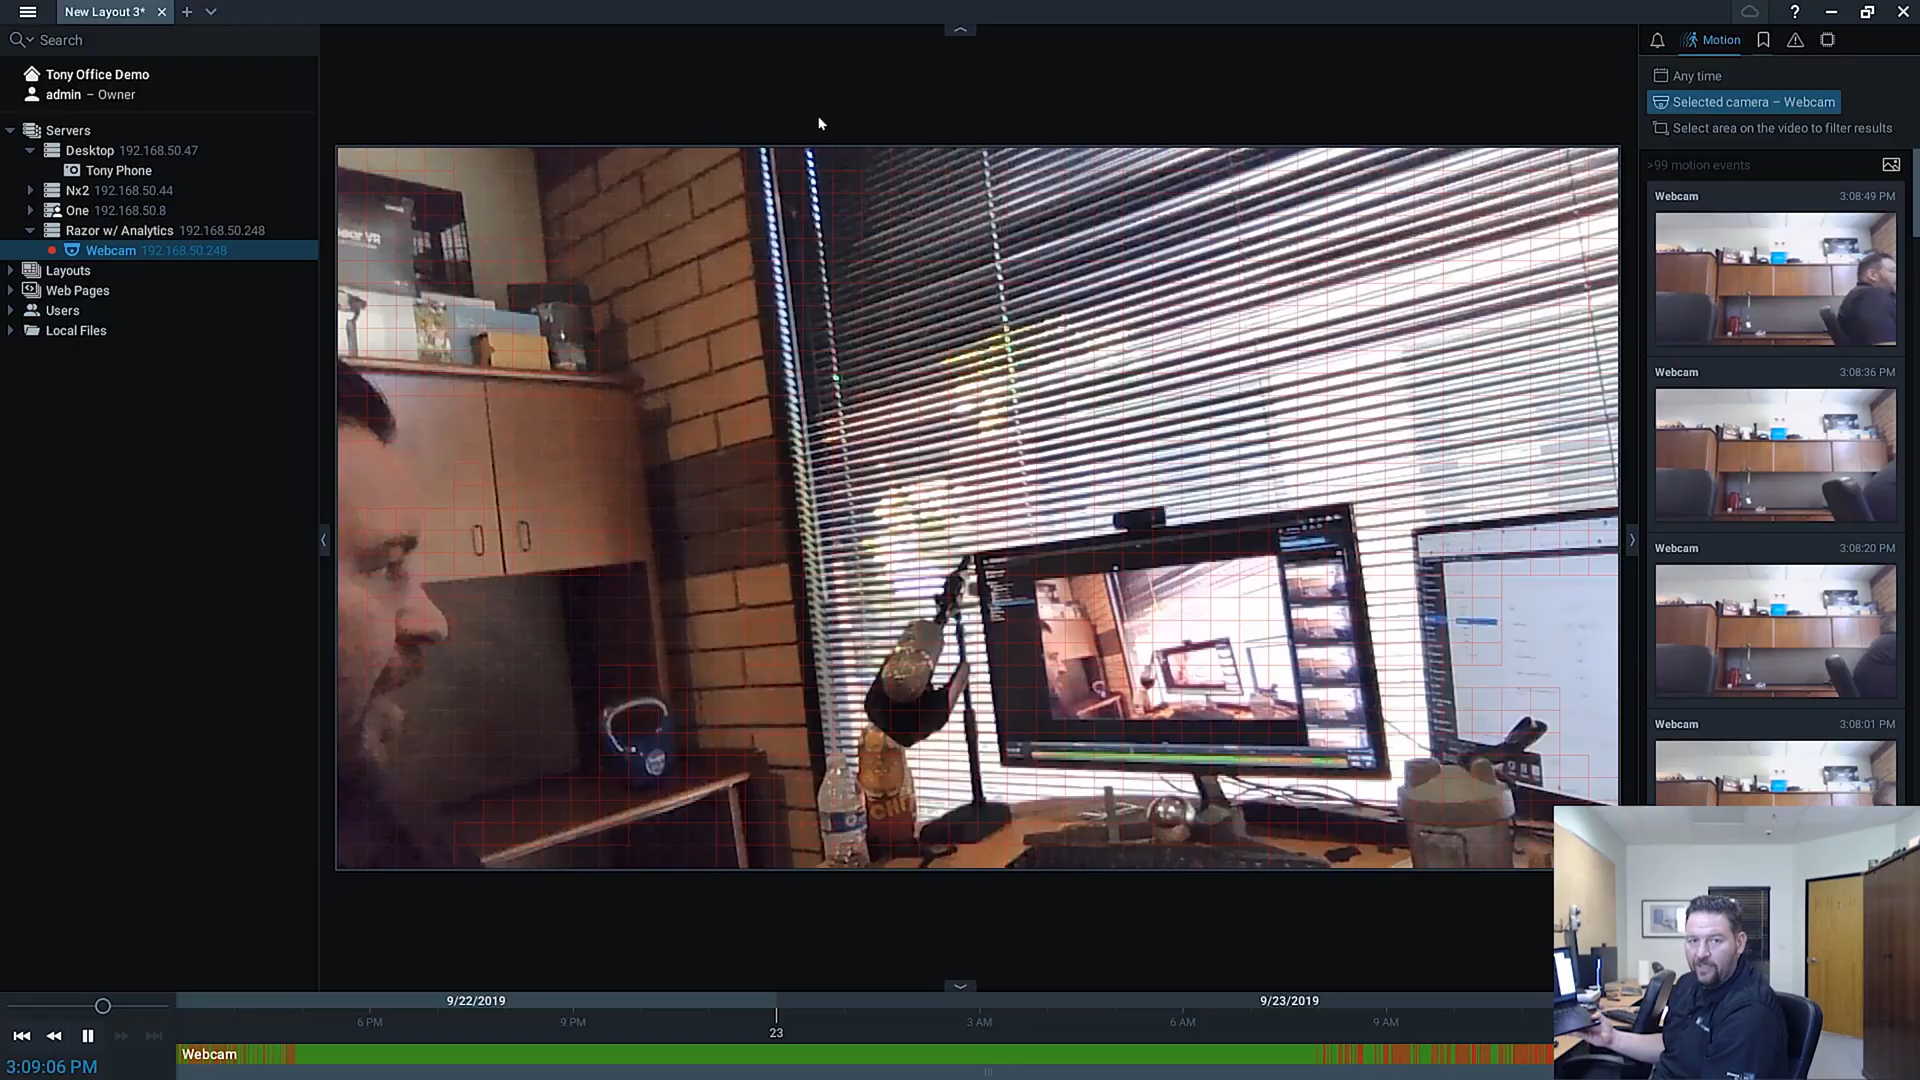 New Layout 3*
Search
Tony Office Demo
admin – Owner
Servers
Desktop 192.168.50.47
Tony Phone
Nx2 192.168.50.44
One 192.168.50.8
Razor w/ Analytics 192.168.50.248
Webcam 192.168.50.248
Layouts
Web Pages
Users
Local Files
Motion
Any time
Selected camera – Webcam
Select area on the video to filter results
>99 motion events
Webcam 3:08:49 PM
Webcam 3:08:36 PM
Webcam 3:08:20 PM
Webcam 3:08:01 PM
9/22/2019 9/23/2019
6 PM 9 PM 23 3 AM 6 AM 9 AM
Webcam
3:09:06 PM